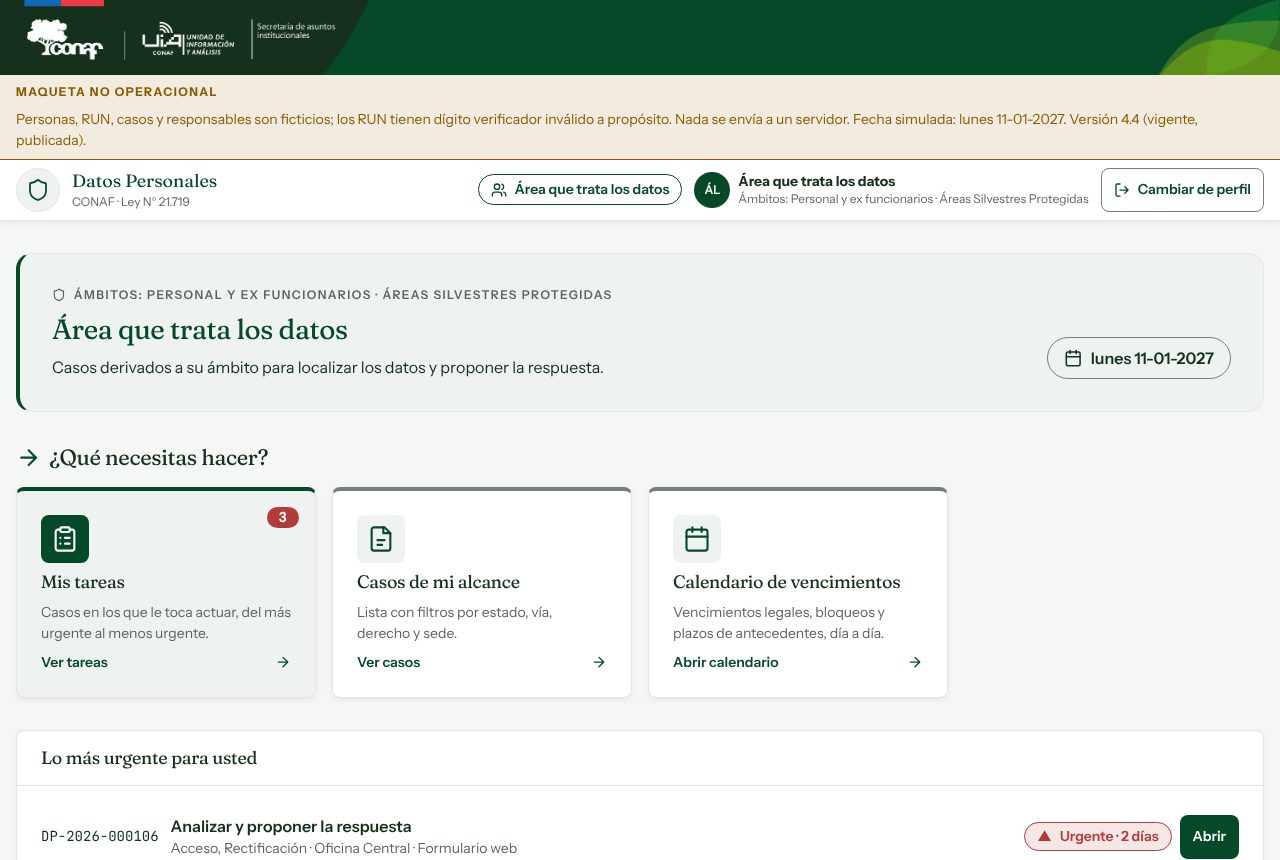 conaf
UiA
CONAF
UNIDAD DE
INFORMACIÓN
Y ANÁLISIS
Secretaría de asuntos
institucionales
MAQUETA NO OPERACIONAL
Personas, RUN, casos y responsables son ficticios; los RUN tienen dígito verificador inválido a propósito. Nada se envía a un servidor. Fecha simulada: lunes 11-01-2027. Versión 4.4 (vigente,
publicada).
Datos Personales
CONAF · Ley N° 21.719
Área que trata los datos
ÁL
Área que trata los datos
Ámbitos: Personal y ex funcionarios · Áreas Silvestres Protegidas
Cambiar de perfil
ÁMBITOS: PERSONAL Y EX FUNCIONARIOS · ÁREAS SILVESTRES PROTEGIDAS
Área que trata los datos
Casos derivados a su ámbito para localizar los datos y proponer la respuesta.
lunes 11-01-2027
¿Qué necesitas hacer?
3
Mis tareas
Casos en los que le toca actuar, del más
urgente al menos urgente.
Ver tareas
Casos de mi alcance
Lista con filtros por estado, vía,
derecho y sede.
Ver casos
Calendario de vencimientos
Vencimientos legales, bloqueos y
plazos de antecedentes, día a día.
Abrir calendario
Lo más urgente para usted
DP-2026-000106
Analizar y proponer la respuesta
Acceso, Rectificación · Oficina Central · Formulario web
Urgente · 2 días
Abrir